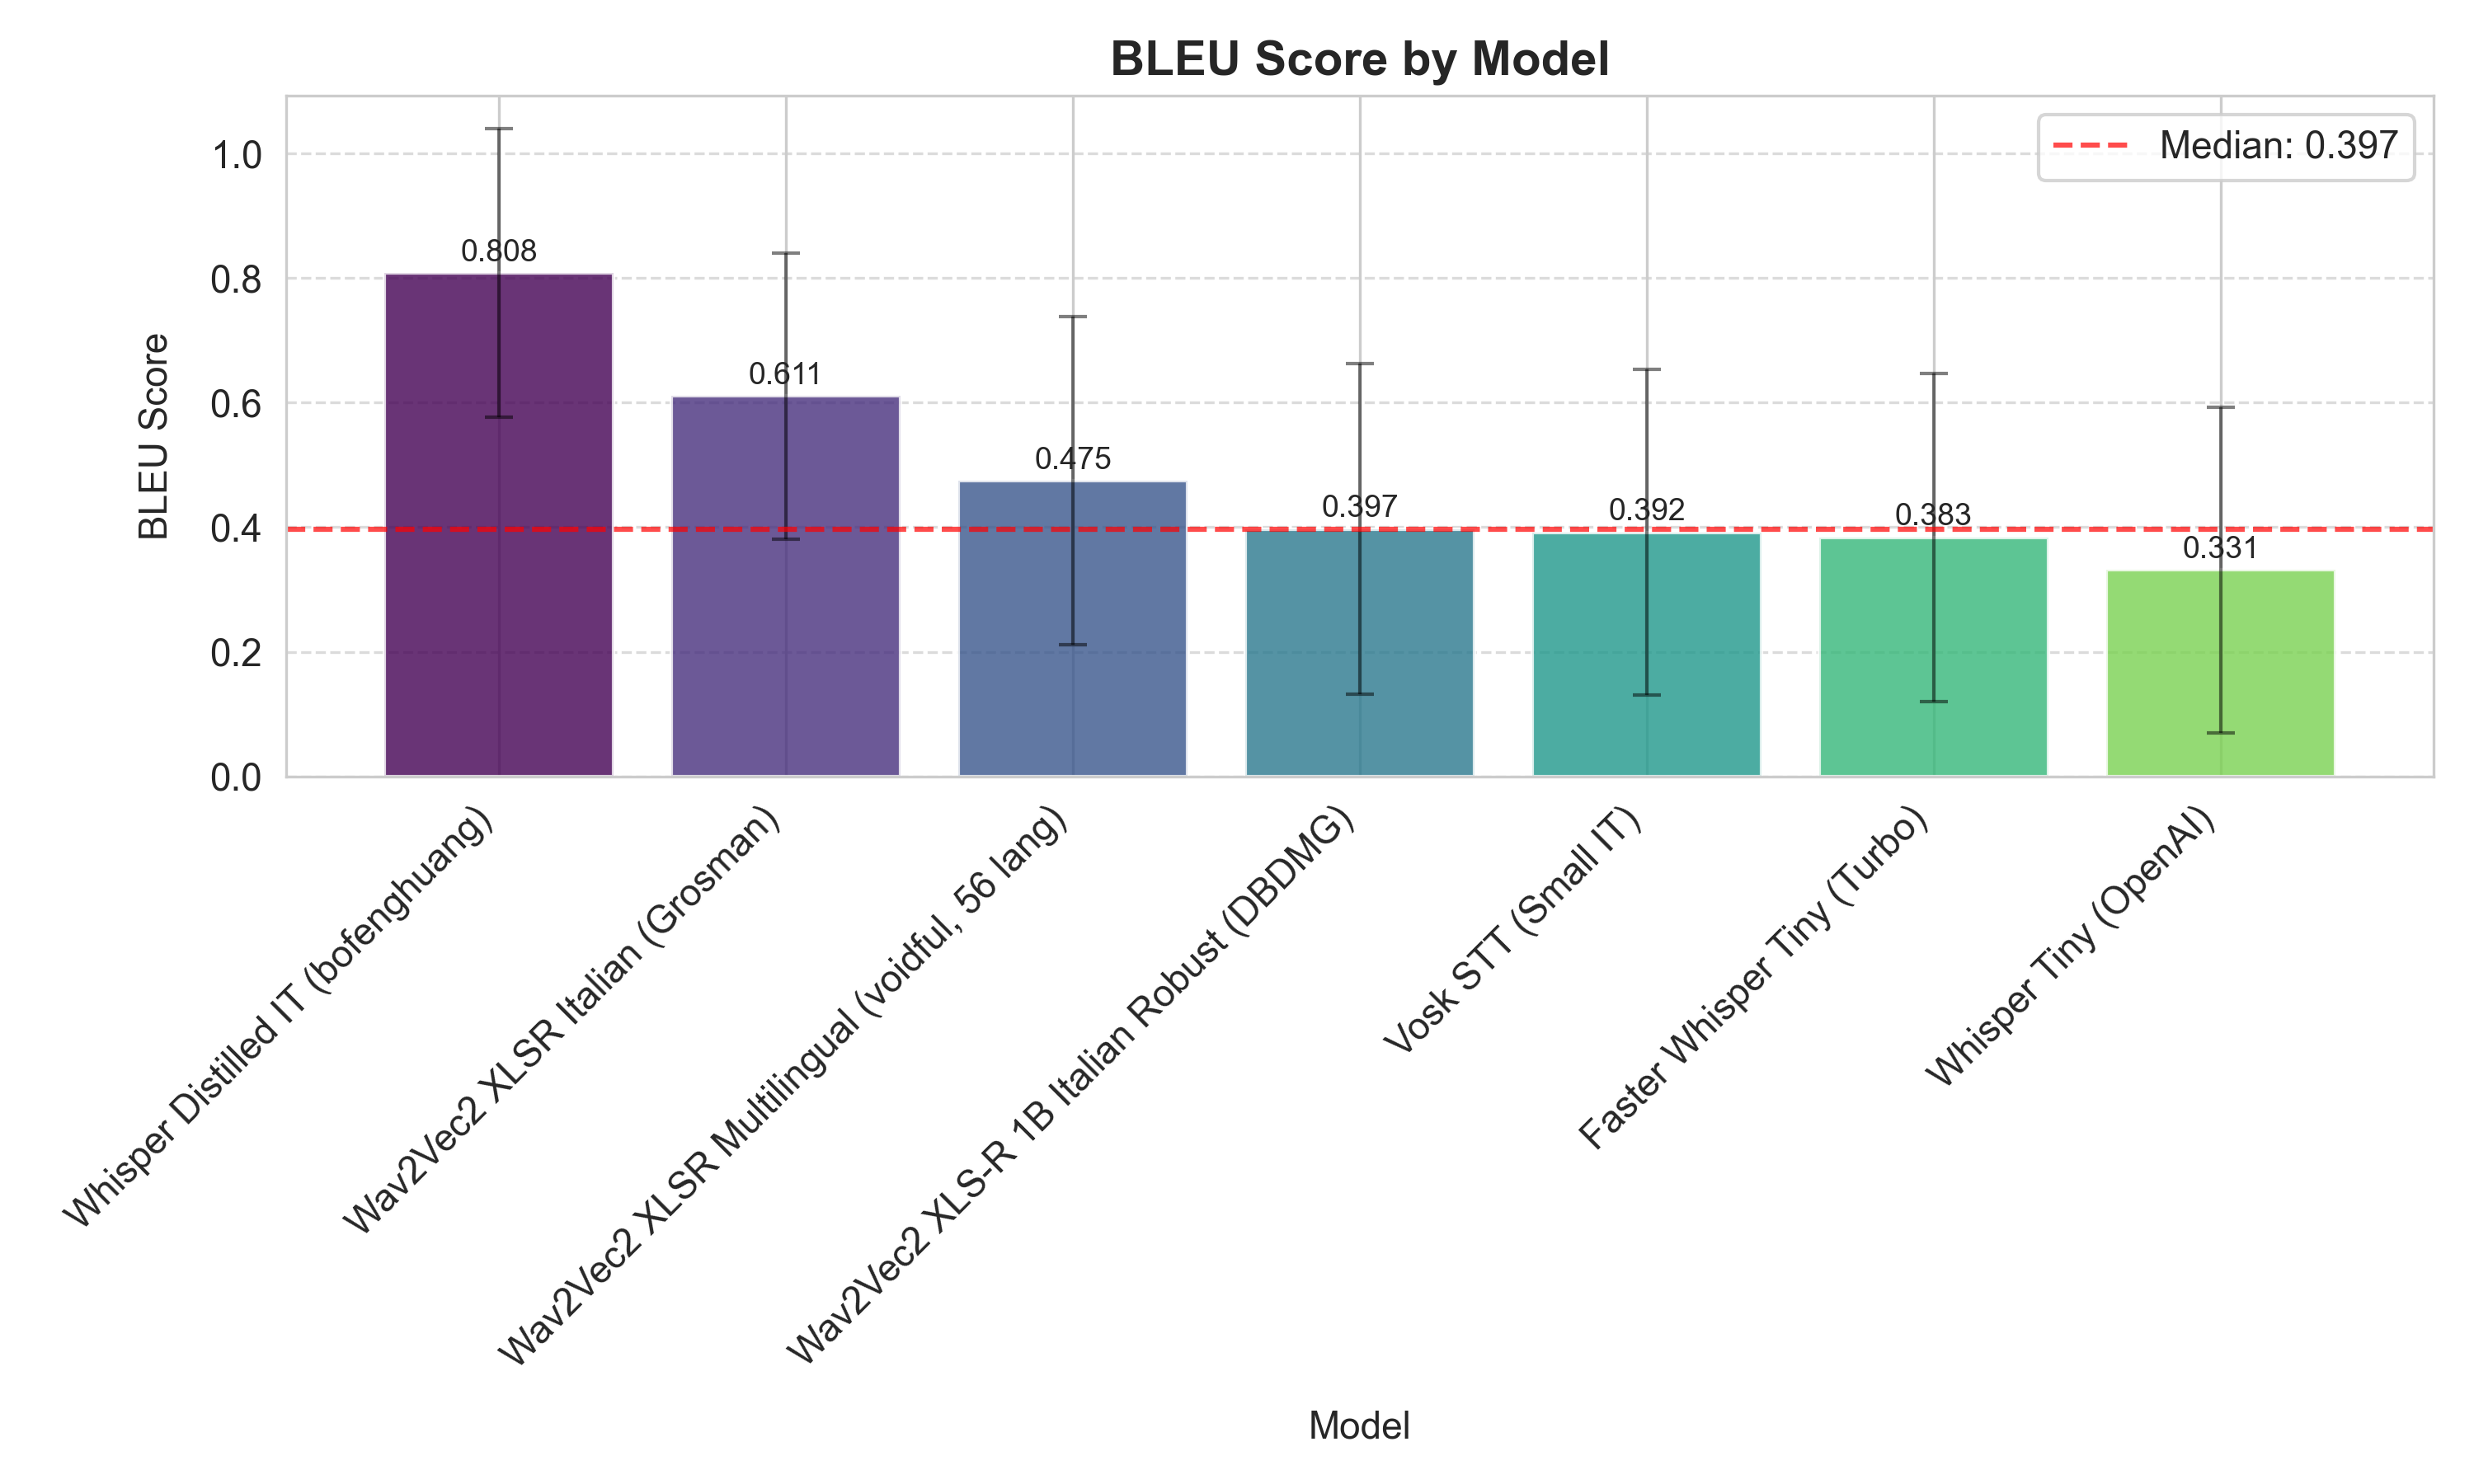 BLEU Score by Model
Median: 0.397
BLEU Score
1.0
0.8
0.6
0.4
0.2
0.0
0.808
0.611
0.475
0.397
0.392
0.383
0.331
Whisper Distilled IT (bofenghuang)
Wav2Vec2 XLSR Italian (Grosman)
Wav2Vec2 XLSR Multilingual (voidful, 56 lang)
Wav2Vec2 XLS-R 1B Italian Robust (DBDMG)
Vosk STT (Small IT)
Faster Whisper Tiny (Turbo)
Whisper Tiny (OpenAI)
Model